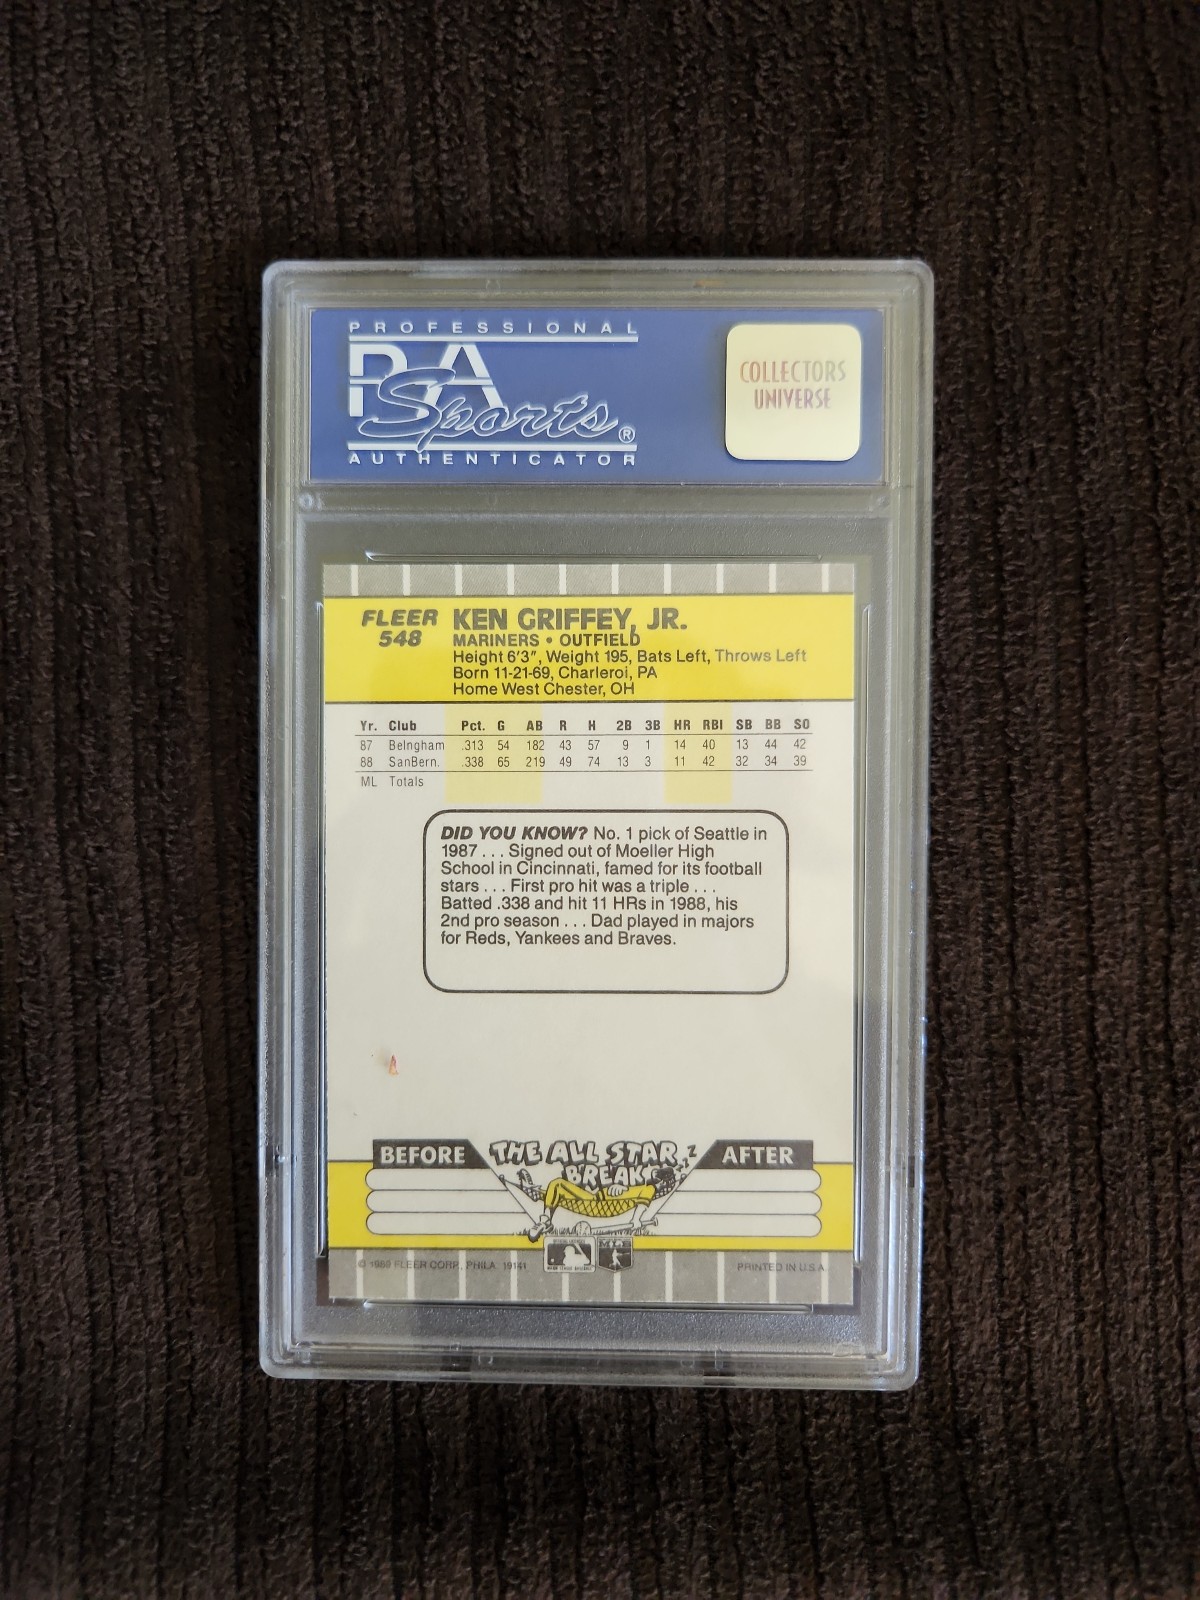 PROFESSIONAL
PSA
Sports®
AUTHENTICATOR
COLLECTORS
UNIVERSE
FLEER
548
KEN GRIFFEY, JR.
MARINERS • OUTFIELD
Height 6'3", Weight 195, Bats Left, Throws Left
Born 11-21-69, Charleroi, PA
Home West Chester, OH
Yr. Club Pct. G AB R H 2B 3B HR RBI SB BB SO
87 Belngham .313 54 182 43 57 9 1 14 40 13 44 42
88 SanBern. .338 65 219 49 74 13 3 11 42 32 34 39
ML Totals
DID YOU KNOW? No. 1 pick of Seattle in
1987 . . . Signed out of Moeller High
School in Cincinnati, famed for its football
stars . . . First pro hit was a triple . . .
Batted .338 and hit 11 HRs in 1988, his
2nd pro season . . . Dad played in majors
for Reds, Yankees and Braves.
BEFORE THE ALL STAR BREAK AFTER
© 1989 FLEER CORP., PHILA. 19141
PRINTED IN U.S.A.